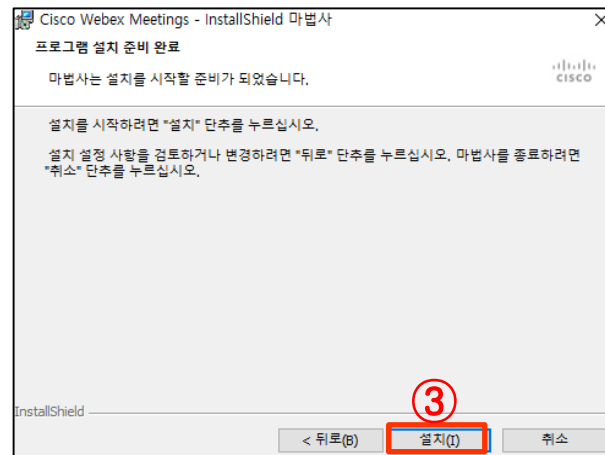 Cisco Webex Meetings - InstallShield 마법사
프로그램 설치 준비 완료
마법사는 설치를 시작할 준비가 되었습니다.
CISCO
설치를 시작하려면 "설치" 단추를 누르십시오.
설치 설정 사항을 검토하거나 변경하려면 "뒤로" 단추를 누르십시오. 마법사를 종료하려면
"취소" 단추를 누르십시오.
③
InstallShield
< 뒤로(B) 설치(I) 취소